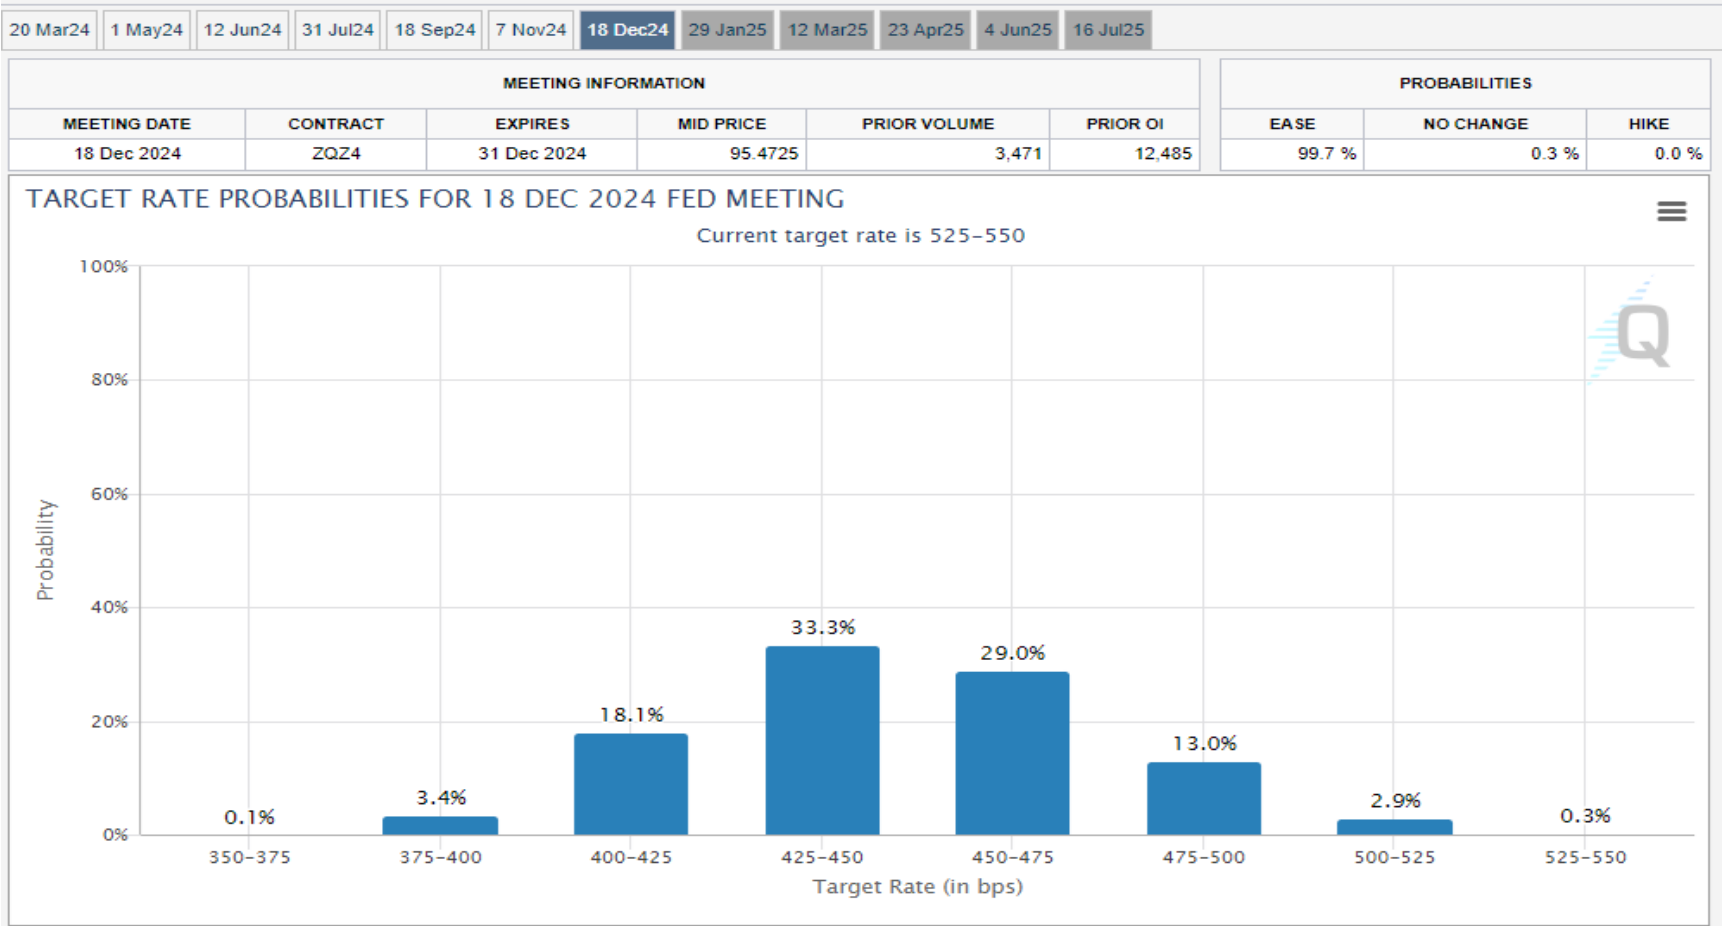 20 Mar24 1 May24 12 Jun24 31 Jul24 18 Sep24 7 Nov24 18 Dec24 29 Jan25 12 Mar25 23 Apr25 4 Jun25 16 Jul25
MEETING INFORMATION PROBABILITIES
MEETING DATE CONTRACT EXPIRES MID PRICE PRIOR VOLUME PRIOR OI EASE NO CHANGE HIKE
18 Dec 2024 ZQZ4 31 Dec 2024 95.4725 3,471 12,485 99.7 % 0.3 % 0.0 %
TARGET RATE PROBABILITIES FOR 18 DEC 2024 FED MEETING
Current target rate is 525-550
100%
80%
60%
40%
20%
0%
Probability
0.1%
3.4%
18.1%
33.3%
29.0%
13.0%
2.9%
0.3%
350-375 375-400 400-425 425-450 450-475 475-500 500-525 525-550
Target Rate (in bps)
Q